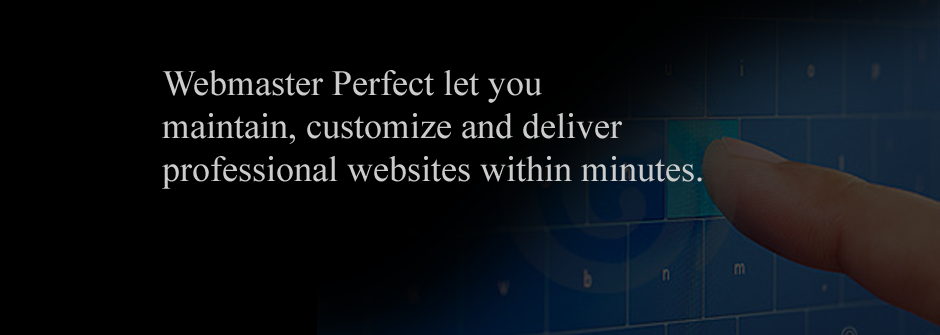 Webmaster Perfect let you
maintain, customize and deliver
professional websites within minutes.
u i o p
l
v b n m